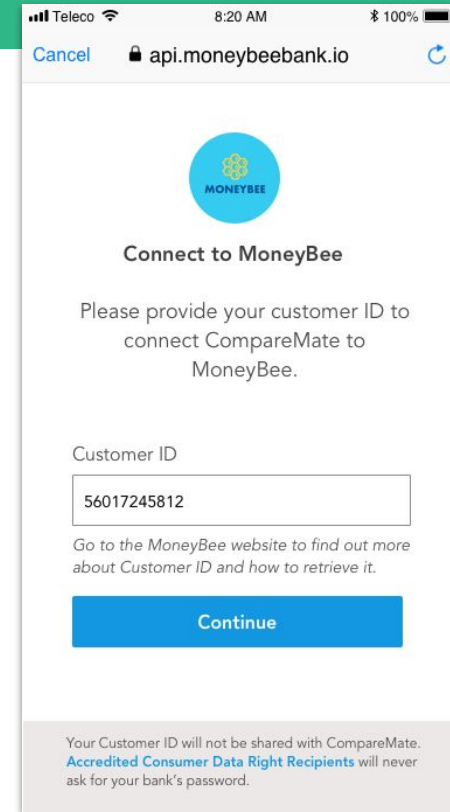 Teleco 8:20 AM 100%
Cancel api.moneybeebank.io
MONEYBEE
Connect to MoneyBee
Please provide your customer ID to
connect CompareMate to
MoneyBee.
Customer ID
56017245812
Go to the MoneyBee website to find out more
about Customer ID and how to retrieve it.
Continue
Your Customer ID will not be shared with CompareMate.
Accredited Consumer Data Right Recipients will never
ask for your bank's password.